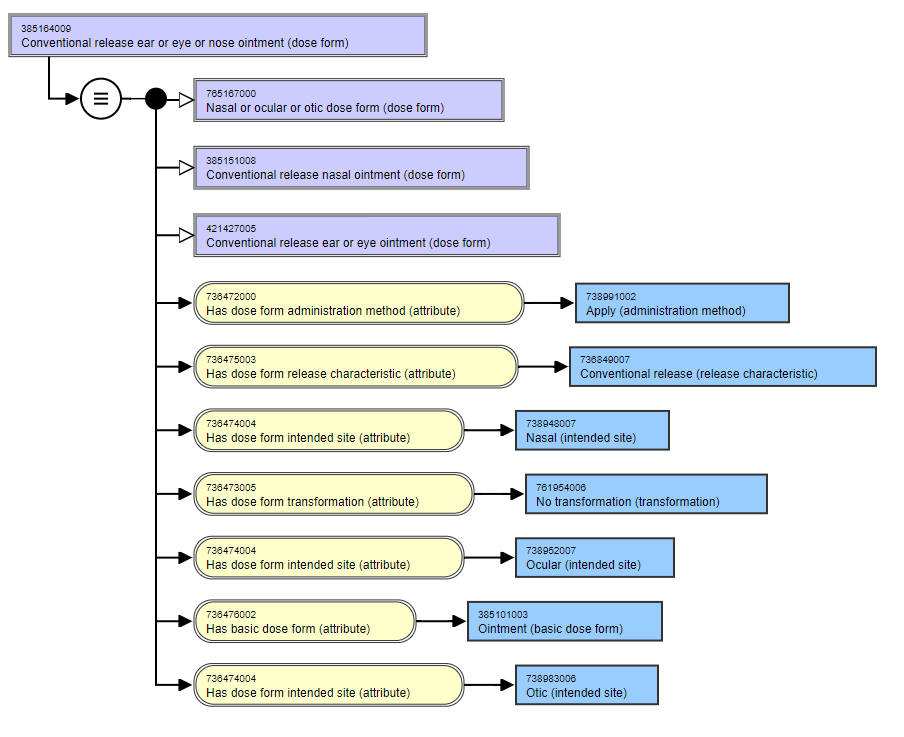 385164009
Conventional release ear or eye or nose ointment (dose form)
765167000
Nasal or ocular or otic dose form (dose form)
385151008
Conventional release nasal ointment (dose form)
421427005
Conventional release ear or eye ointment (dose form)
736472000
Has dose form administration method (attribute)
738991002
Apply (administration method)
736475003
Has dose form release characteristic (attribute)
736849007
Conventional release (release characteristic)
736474004
Has dose form intended site (attribute)
738948007
Nasal (intended site)
736473005
Has dose form transformation (attribute)
761954006
No transformation (transformation)
736474004
Has dose form intended site (attribute)
738952007
Ocular (intended site)
736476002
Has basic dose form (attribute)
385101003
Ointment (basic dose form)
736474004
Has dose form intended site (attribute)
738983006
Otic (intended site)